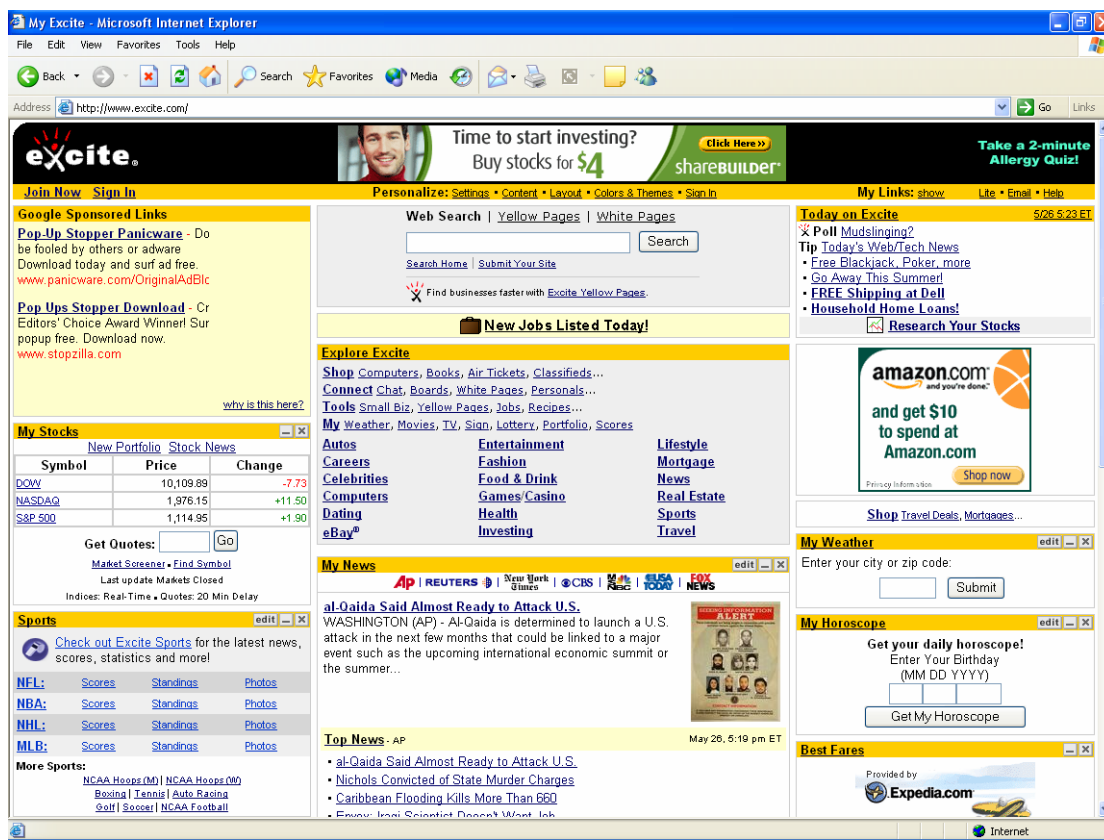 My Excite - Microsoft Internet Explorer
File Edit View Favorites Tools Help
Back Search Favorites Media
Address http://www.excite.com/ Go Links
excite®
Time to start investing?
Buy stocks for $4
Click Here >>
shareBUILDER
Take a 2-minute
Allergy Quiz!
Join Now Sign In
Personalize: Settings • Content • Layout • Colors & Themes • Sign In
My Links: show
Lite • Email • Help
Google Sponsored Links
Pop-Up Stopper Panicware - Do
be fooled by others or adware.
Download today and surf ad free.
www.panicware.com/OriginalAdBlc
Pop Ups Stopper Download - Cr
Editors' Choice Award Winner! Sur
popup free. Download now.
www.stopzilla.com
why is this here?
My Stocks
New Portfolio Stock News
Symbol Price Change
DOW 10,109.89 -7.73
NASDAQ 1,976.15 +11.50
S&P 500 1,114.95 +1.90
Get Quotes: Go
Market Screener • Find Symbol
Last update Markets Closed
Indices: Real-Time • Quotes: 20 Min Delay
Sports edit
Check out Excite Sports for the latest news,
scores, statistics and more!
NFL: Scores Standings Photos
NBA: Scores Standings Photos
NHL: Scores Standings Photos
MLB: Scores Standings Photos
More Sports:
NCAA Hoops (M) | NCAA Hoops (W)
Boxing | Tennis | Auto Racing
Golf | Soccer | NCAA Football
Web Search | Yellow Pages | White Pages
Search
Search Home | Submit Your Site
Find businesses faster with Excite Yellow Pages.
New Jobs Listed Today!
Explore Excite
Shop Computers, Books, Air Tickets, Classifieds...
Connect Chat, Boards, White Pages, Personals...
Tools Small Biz, Yellow Pages, Jobs, Recipes...
My Weather, Movies, TV, Sign, Lottery, Portfolio, Scores
Autos Entertainment Lifestyle
Careers Fashion Mortgage
Celebrities Food & Drink News
Computers Games/Casino Real Estate
Dating Health Sports
eBay® Investing Travel
My News edit
AP | REUTERS | New York Times | CBS | MSNBC | USA TODAY | FOX NEWS
al-Qaida Said Almost Ready to Attack U.S.
WASHINGTON (AP) - Al-Qaida is determined to launch a U.S.
attack in the next few months that could be linked to a major
event such as the upcoming international economic summit or
the summer...
SEEKING INFORMATION
ALERT
Top News - AP May 26, 5:19 pm ET
• al-Qaida Said Almost Ready to Attack U.S.
• Nichols Convicted of State Murder Charges
• Caribbean Flooding Kills More Than 660
• Envoy: Iraqi Scientist Doesn't Want Job
Today on Excite 5/26 5:23 ET
Poll Mudslinging?
Tip Today's Web/Tech News
• Free Blackjack, Poker, more
• Go Away This Summer!
• FREE Shipping at Dell
• Household Home Loans!
Research Your Stocks
amazon.com
and you're done.
and get $10
to spend at
Amazon.com
Privacy Information
Shop now
Shop Travel Deals, Mortgages...
My Weather edit
Enter your city or zip code:
Submit
My Horoscope edit
Get your daily horoscope!
Enter Your Birthday
(MM DD YYYY)
Get My Horoscope
Best Fares
Provided by
Expedia.com
Internet